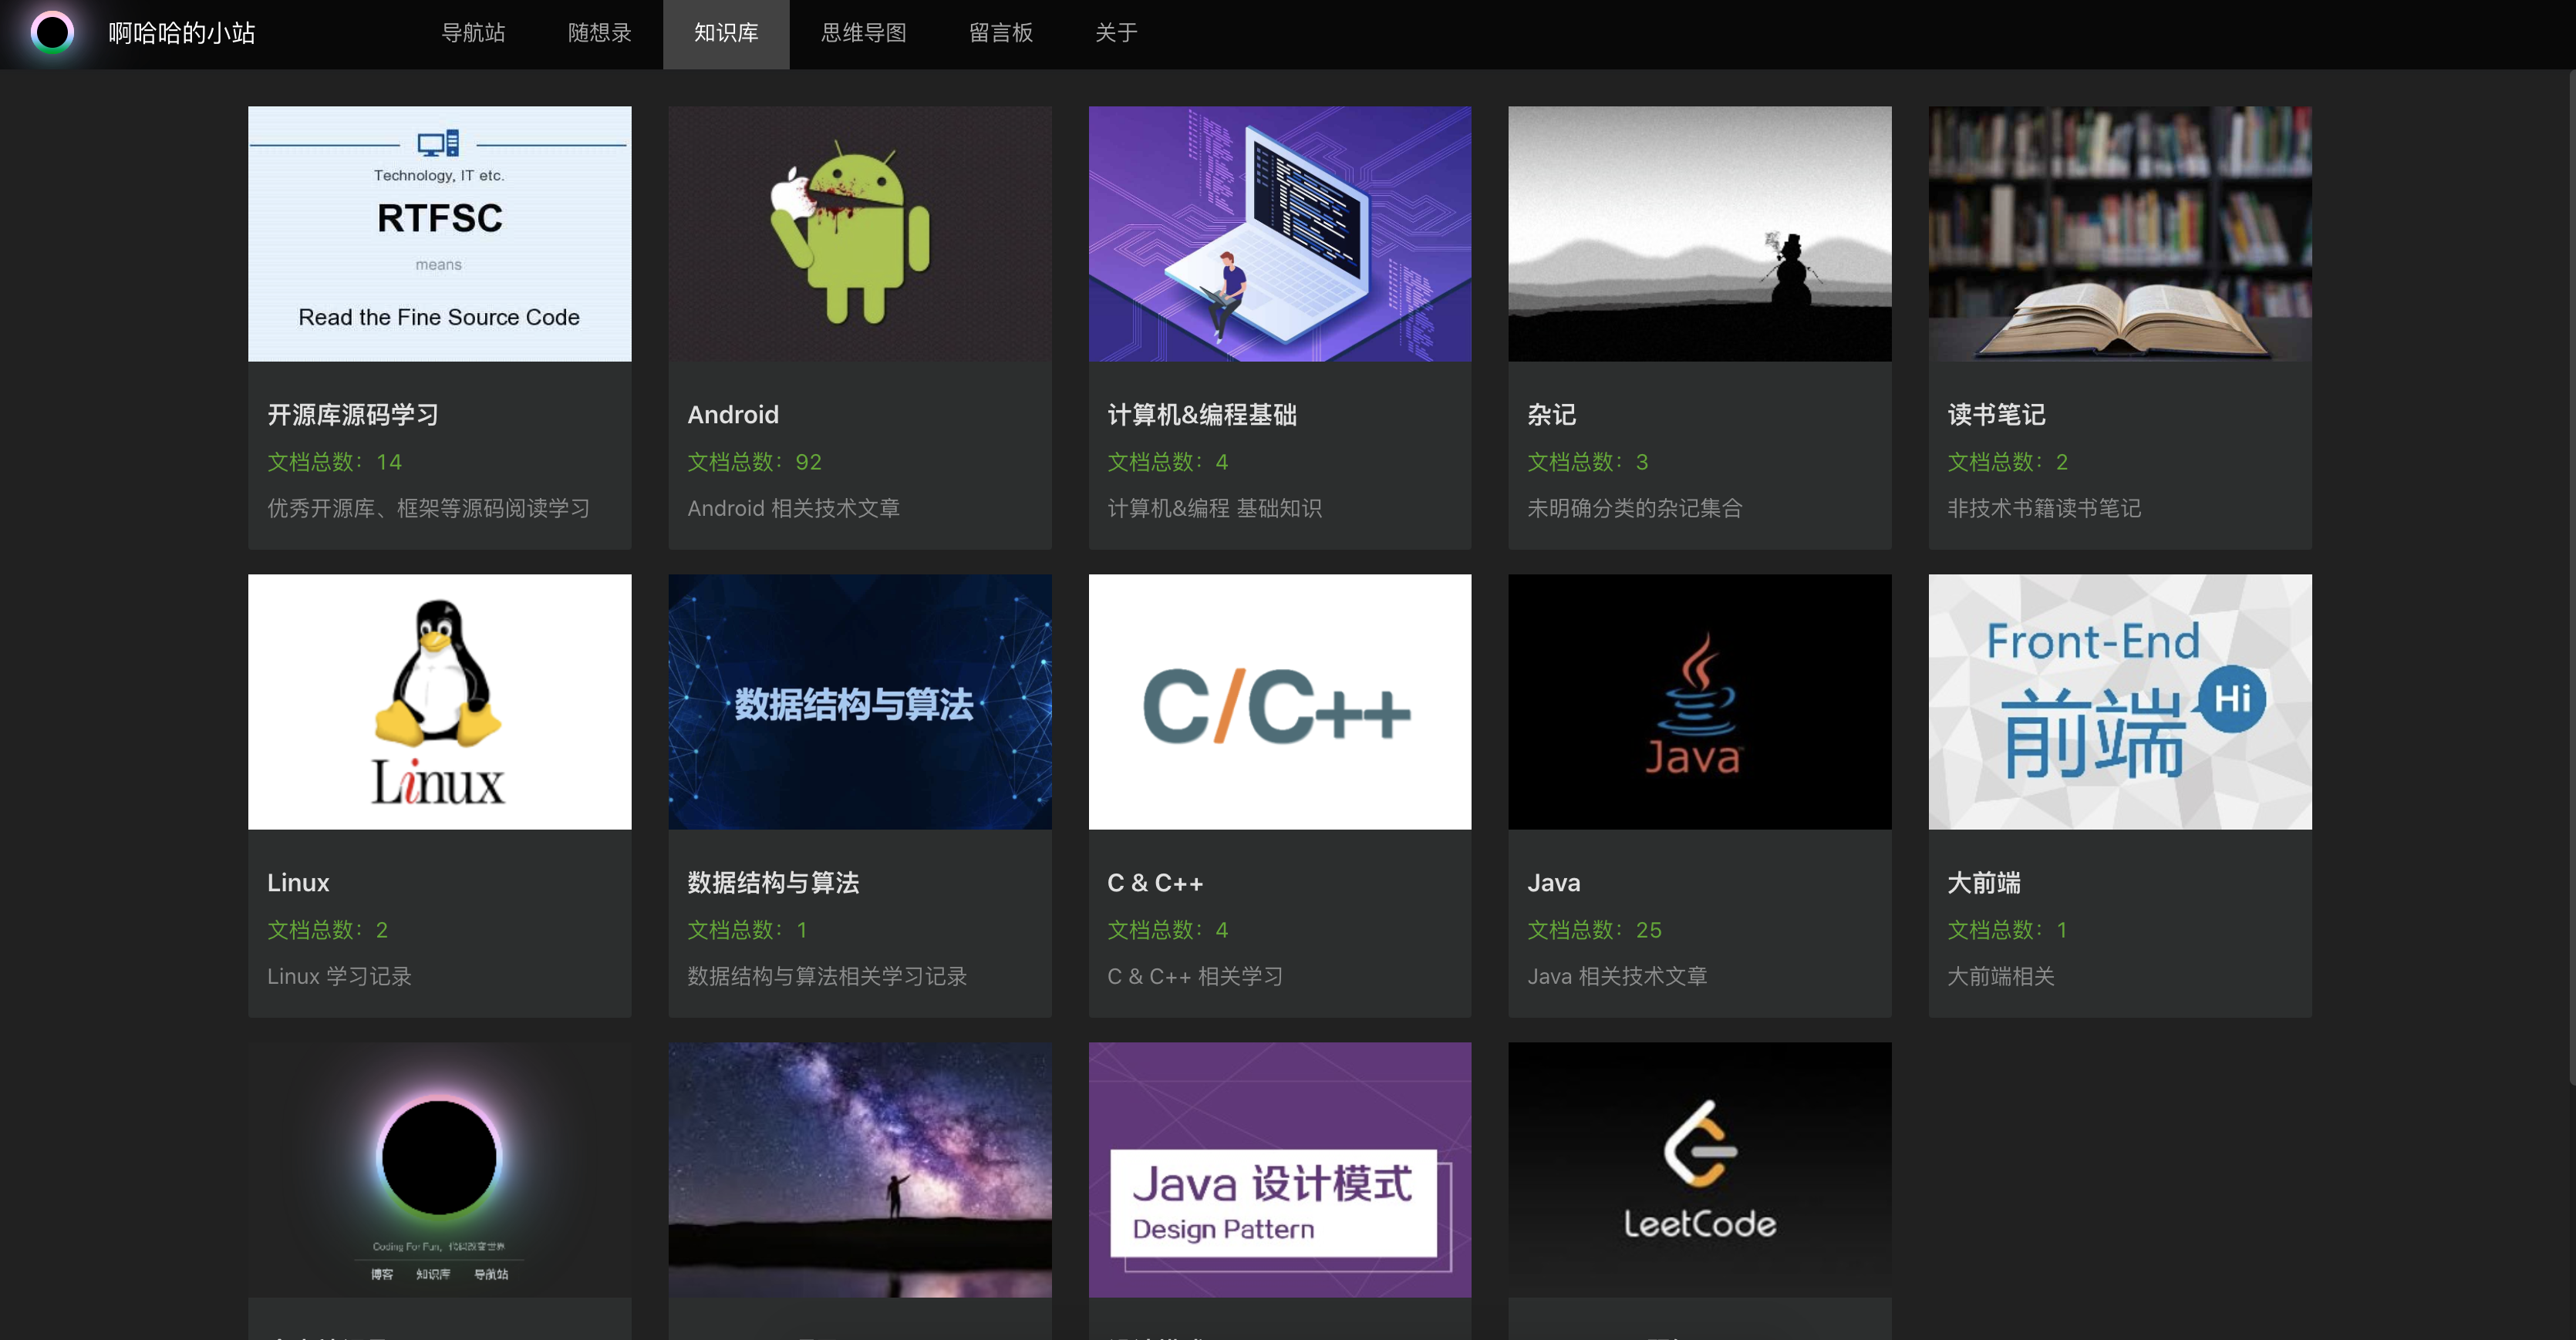 啊哈哈的小站
导航站
随想录
知识库
思维导图
留言板
关于
Technology, IT etc.
RTFSC
means
Read the Fine Source Code
开源库源码学习
文档总数：14
优秀开源库、框架等源码阅读学习
Android
文档总数：92
Android 相关技术文章
计算机&编程基础
文档总数：4
计算机&编程 基础知识
杂记
文档总数：3
未明确分类的杂记集合
读书笔记
文档总数：2
非技术书籍读书笔记
Linux
Linux
文档总数：2
Linux 学习记录
数据结构与算法
数据结构与算法
文档总数：1
数据结构与算法相关学习记录
C/C++
C & C++
文档总数：4
C & C++ 相关学习
Java
Java
文档总数：25
Java 相关技术文章
Front-End
前端
Hi
大前端
文档总数：1
大前端相关
Coding For Fun，代码改变世界
博客
知识库
导航站
Java 设计模式
Design Pattern
LeetCode